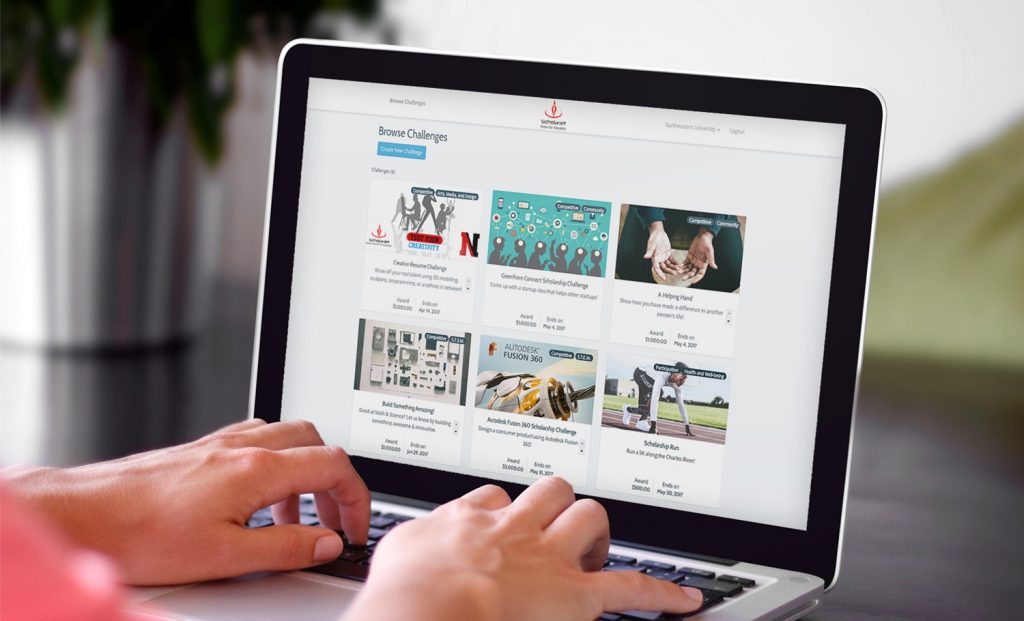 Browse Challenges
Northeastern University
Logout
Browse Challenges
Create New Challenge
Challenges (6)
Competitive
Arts, Media, and Design
TEST YOUR
CREATIVITY
N
Creative Resume Challenge
Show off your real talent using 3D modeling,
sculpture, programming, or anything in between!
Award
$1,000.00
Ends on
Apr 14, 2017
Competitive
Community
Greenhorn Connect Scholarship Challenge
Come up with a startup idea that helps other startups!
Award
$1,000.00
Ends on
May 4, 2017
Competitive
Community
A Helping Hand
Show how you have made a difference in another
person's life!
Award
$1,000.00
Ends on
May 4, 2017
Competitive
S.T.E.M.
Build Something Amazing!
Good at Math & Science? Let us know by building
something awesome & innovative.
Award
$1,000.00
Ends on
Jun 29, 2017
AUTODESK
FUSION 360
Competitive
S.T.E.M.
Autodesk Fusion 360 Scholarship Challenge
Design a consumer product using Autodesk Fusion
360!
Award
Ends on
May 31, 2017
Participation
Health and Well-being
Scholarship Run
Run a 5K along the Charles River!
Award
$500.00
Ends on
May 30, 2017